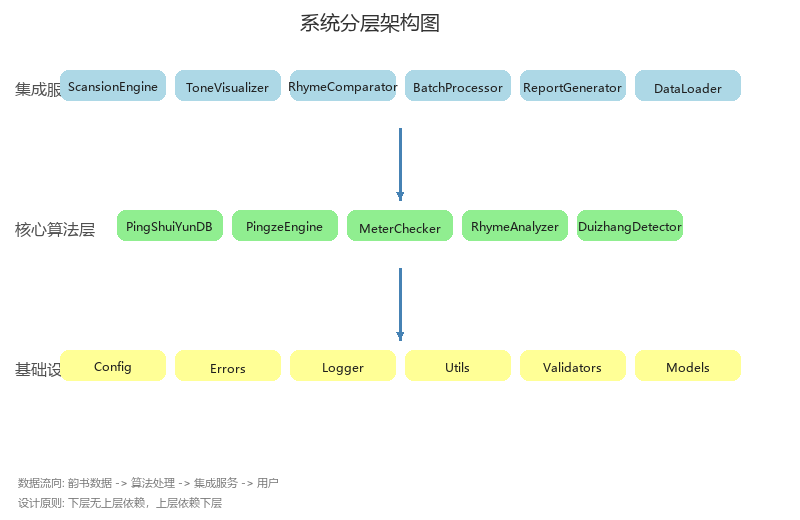 系统分层架构图
集成服
ScansionEngine
ToneVisualizer
RhymeComparator
BatchProcessor
ReportGenerator
DataLoader
核心算法层
PingShuiYunDB
PingzeEngine
MeterChecker
RhymeAnalyzer
DuizhangDetector
基础设
Config
Errors
Logger
Utils
Validators
Models
数据流向: 韵书数据 -> 算法处理 -> 集成服务 -> 用户
设计原则: 下层无上层依赖，上层依赖下层